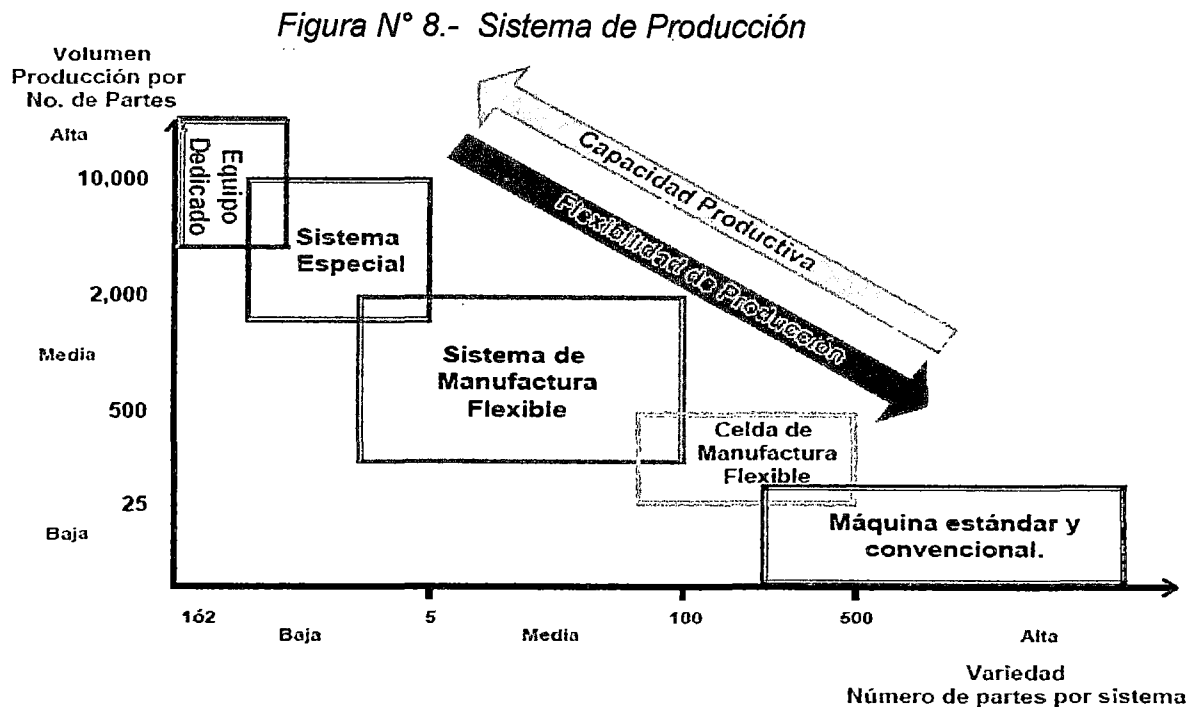 Figura N° 8.- Sistema de Producción
Volumen
Producción por
No. de Partes
Alta
10,000
2,000
Media
500
25
Baja
Equipo
Dedicado
Sistema
Especial
Sistema de
Manufactura
Flexible
Celda de
Manufactura
Flexible
Máquina estándar y
convencional.
Capacidad Productiva
Flexibilidad de Producción
1ó2
Baja
5
Media
100
500
Alta
Variedad
Número de partes por sistema